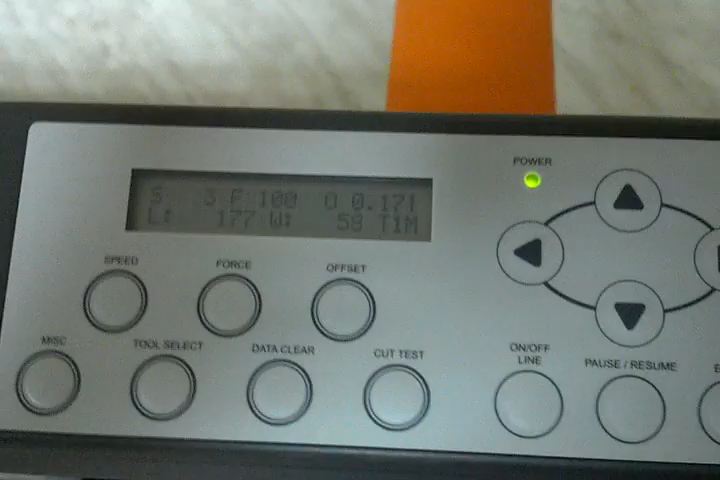 POWER
S: 3 F:100 O 0.171
L: 177 W: 58 T1M
SPEED FORCE OFFSET
MISC TOOL SELECT DATA CLEAR CUT TEST ON/OFF LINE PAUSE / RESUME